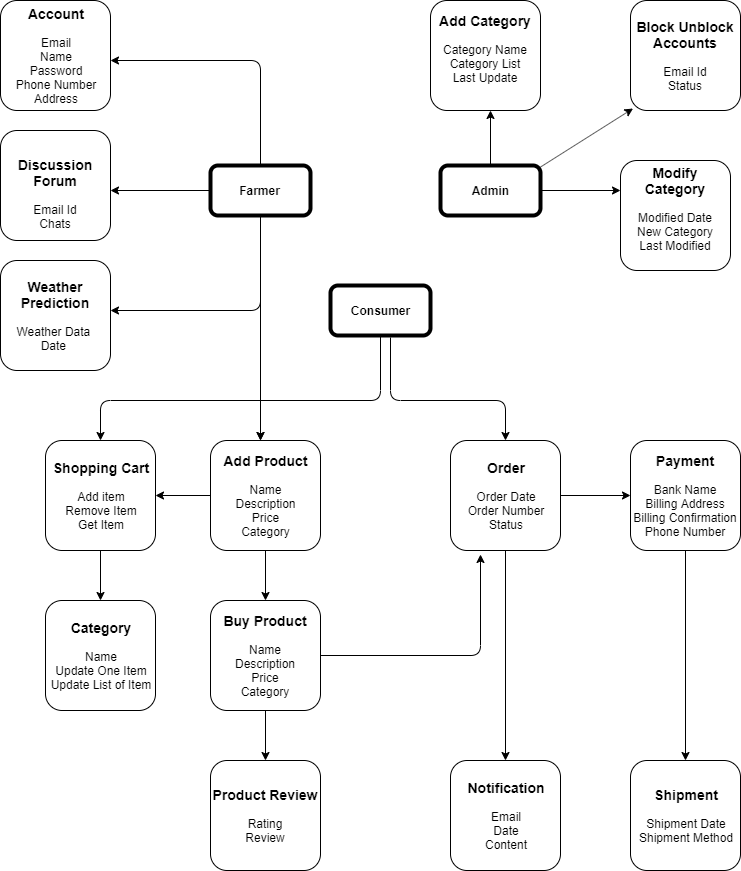 Account
Email
Name
Password
Phone Number
Address
Add Category
Category Name
Category List
Last Update
Block Unblock
Accounts
Email Id
Status
Discussion
Forum
Email Id
Chats
Farmer
Admin
Modify
Category
Modified Date
New Category
Last Modified
Weather
Prediction
Weather Data
Date
Consumer
Shopping Cart
Add item
Remove Item
Get Item
Add Product
Name
Description
Price
Category
Order
Order Date
Order Number
Status
Payment
Bank Name
Billing Address
Billing Confirmation
Phone Number
Category
Name
Update One Item
Update List of Item
Buy Product
Name
Description
Price
Category
Product Review
Rating
Review
Notification
Email
Date
Content
Shipment
Shipment Date
Shipment Method